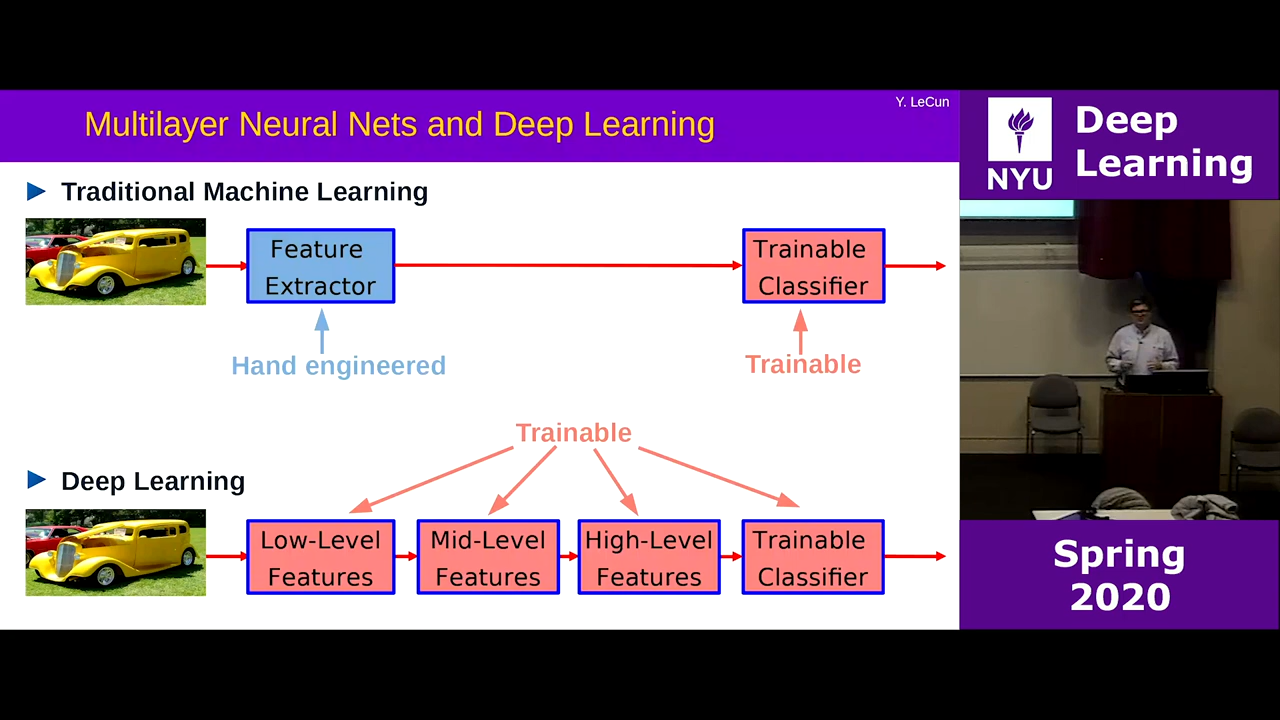 Y. LeCun
Multilayer Neural Nets and Deep Learning
Traditional Machine Learning
Feature
Extractor
Trainable
Classifier
Hand engineered
Trainable
Trainable
Deep Learning
Low-Level
Features
Mid-Level
Features
High-Level
Features
Trainable
Classifier
NYU
Deep
Learning
Spring
2020